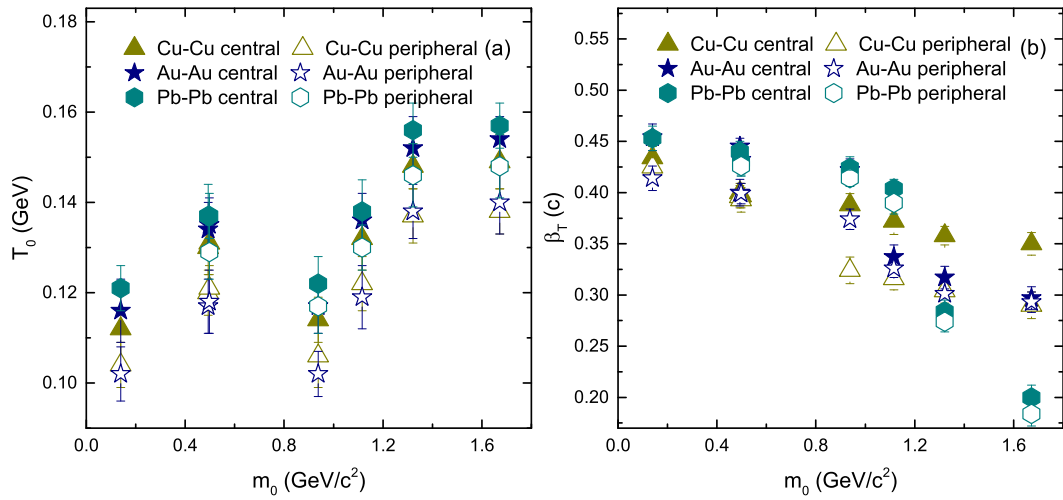 0.18
0.16
0.14
0.12
0.10
T₀ (GeV)
Cu-Cu central Cu-Cu peripheral (a)
Au-Au central Au-Au peripheral
Pb-Pb central Pb-Pb peripheral
0.0 0.4 0.8 1.2 1.6
m₀ (GeV/c²)
0.55
0.50
0.45
0.40
0.35
0.30
0.25
0.20
β_T (c)
Cu-Cu central Cu-Cu peripheral (b)
Au-Au central Au-Au peripheral
Pb-Pb central Pb-Pb peripheral
0.0 0.4 0.8 1.2 1.6
m₀ (GeV/c²)